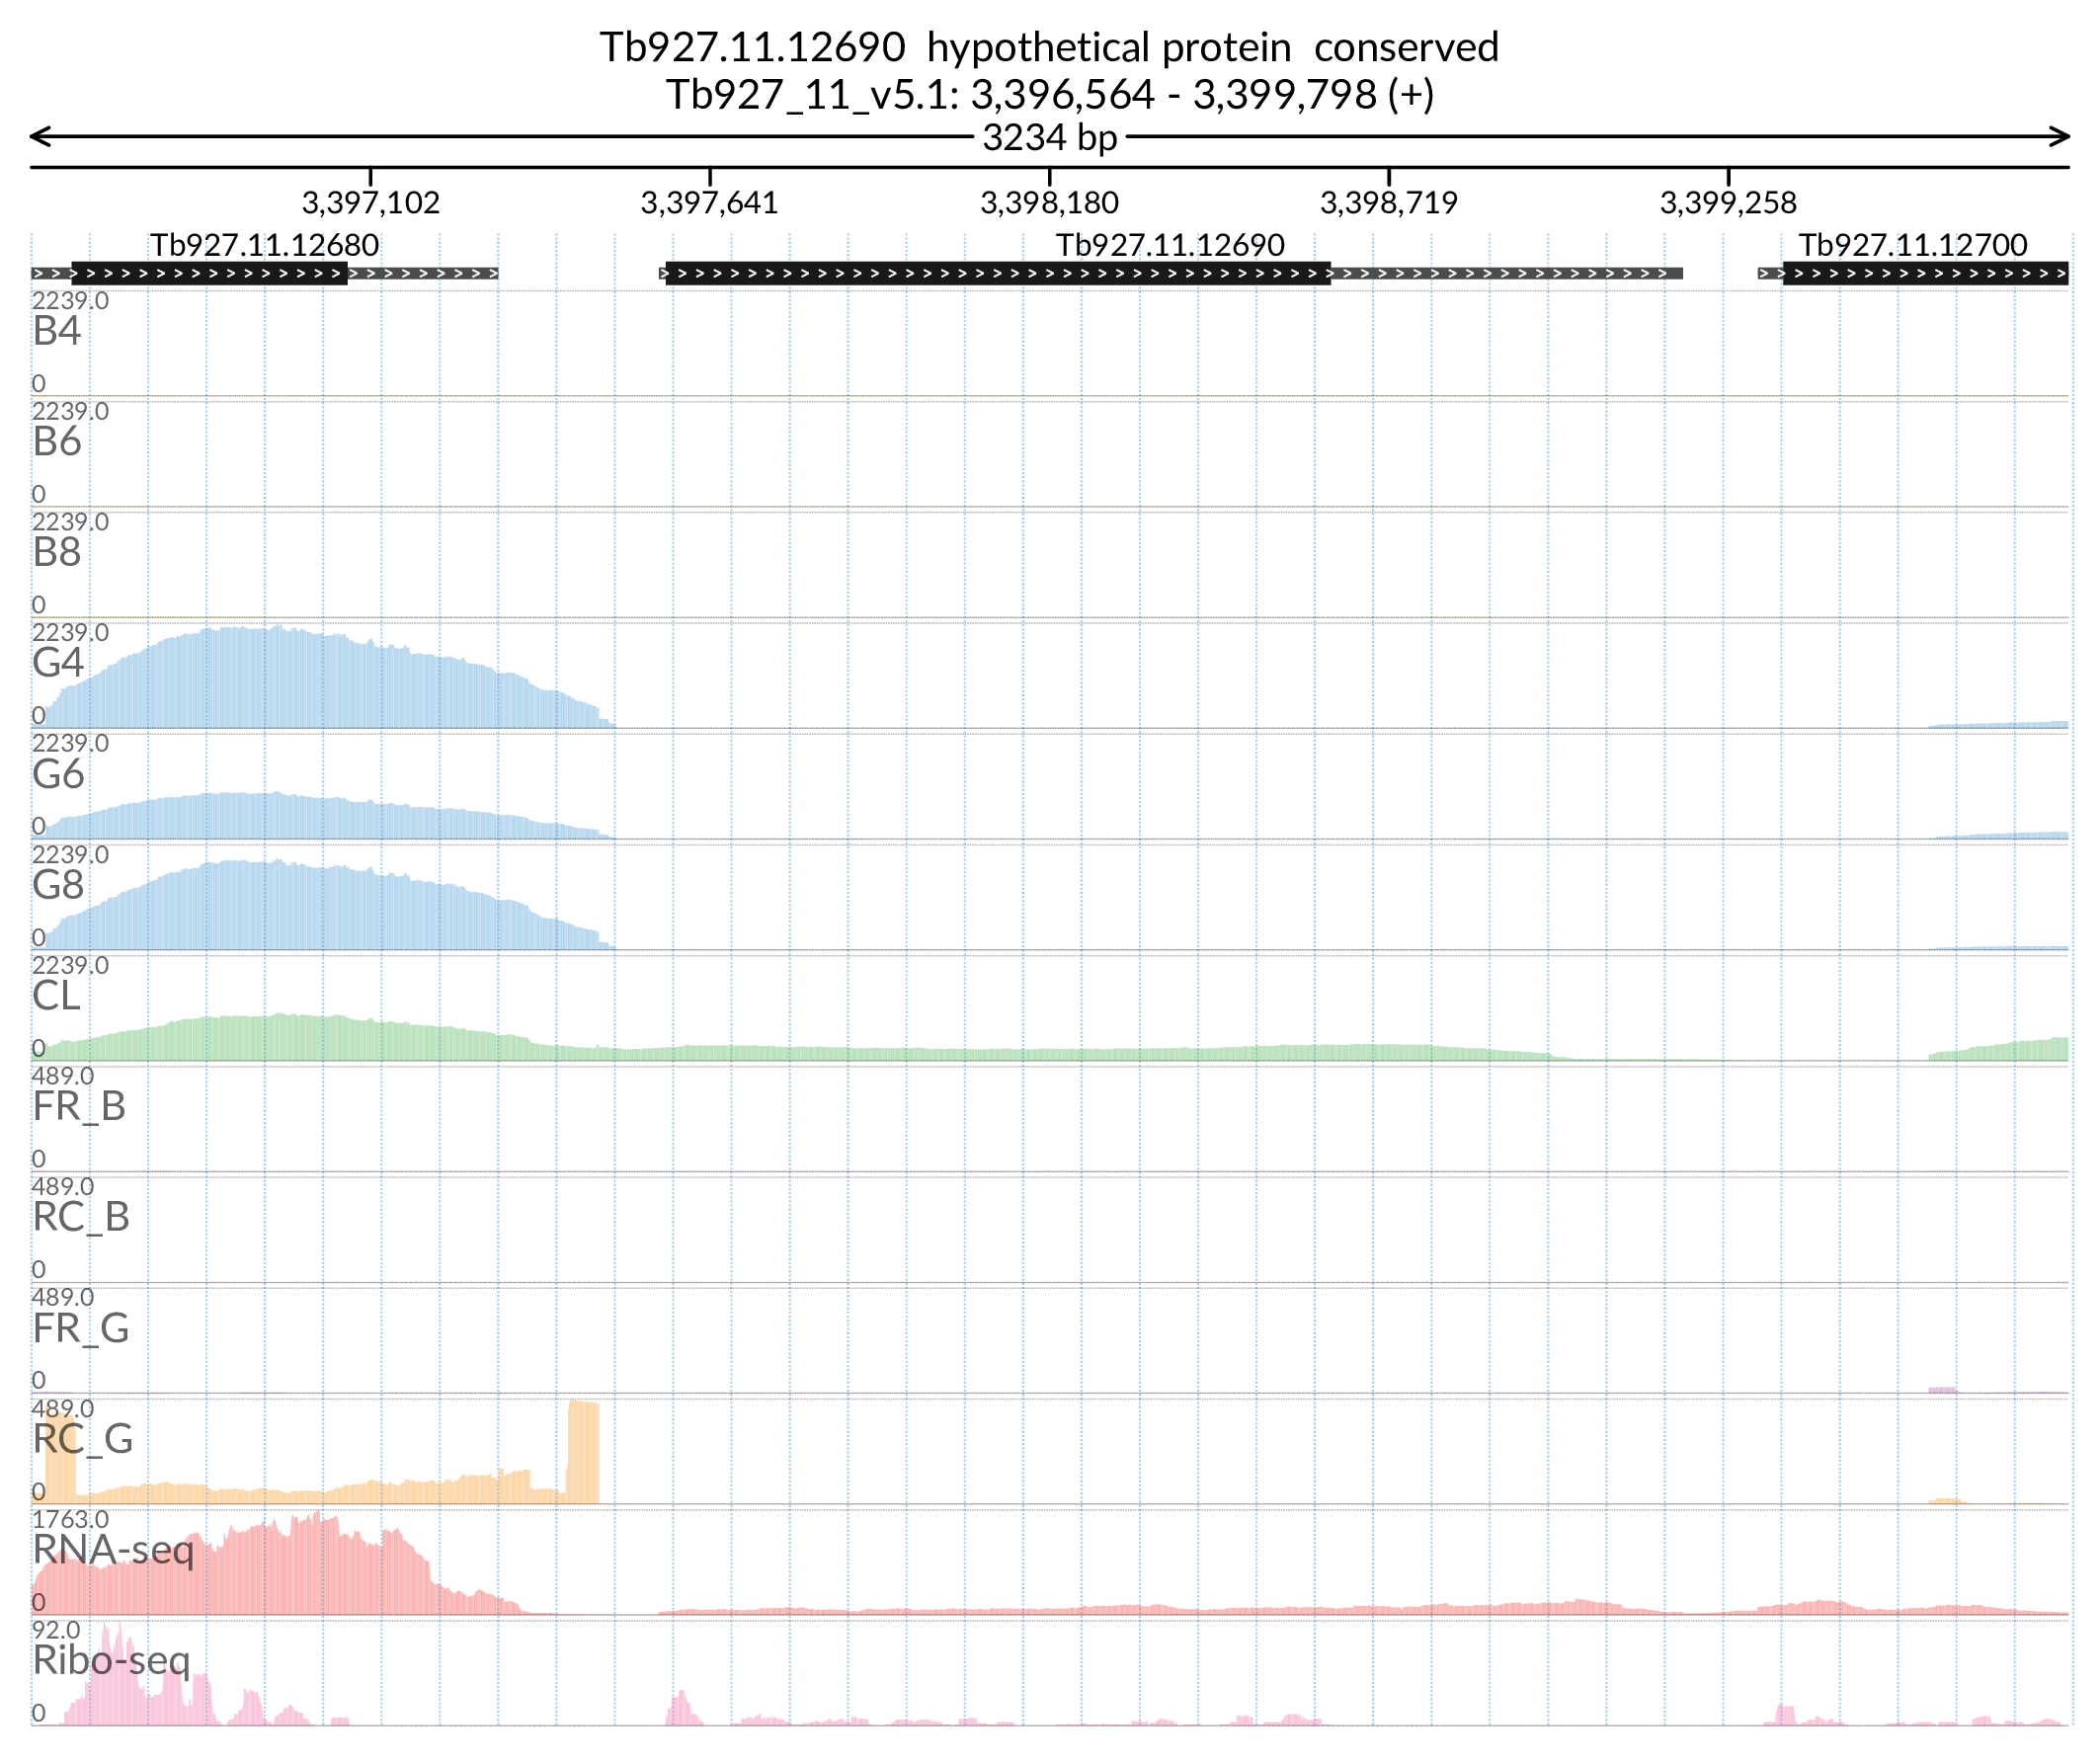 Tb927.11.12690  hypothetical protein  conserved
Tb927_11_v5.1: 3,396,564 - 3,399,798 (+)
3234 bp
3,397,102 3,397,641 3,398,180 3,398,719 3,399,258
Tb927.11.12680 Tb927.11.12690 Tb927.11.12700
2239.0
B4
0
2239.0
B6
0
2239.0
B8
0
2239.0
G4
0
2239.0
G6
0
2239.0
G8
0
2239.0
CL
0
489.0
FR_B
0
489.0
RC_B
0
489.0
FR_G
0
489.0
RC_G
0
1763.0
RNA-seq
0
92.0
Ribo-seq
0